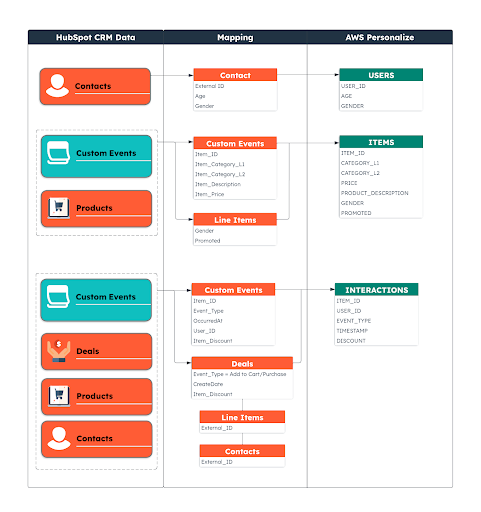 HubSpot CRM Data
Mapping
AWS Personalize
Contacts
Contact
External ID
Age
Gender
USERS
USER_ID
AGE
GENDER
Custom Events
Products
Custom Events
Item_ID
Item_Category_L1
Item_Category_L2
Item_Description
Item_Price
Line Items
Gender
Promoted
ITEMS
ITEM_ID
CATEGORY_L1
CATEGORY_L2
PRICE
PRODUCT_DESCRIPTION
GENDER
PROMOTED
Custom Events
Deals
Products
Contacts
Custom Events
Item_ID
Event_Type
OccurredAt
User_ID
Item_Discount
Deals
Event_Type = Add to Cart/Purchase
CreateDate
Item_Discount
Line Items
External_ID
Contacts
External_ID
INTERACTIONS
ITEM_ID
USER_ID
EVENT_TYPE
TIMESTAMP
DISCOUNT